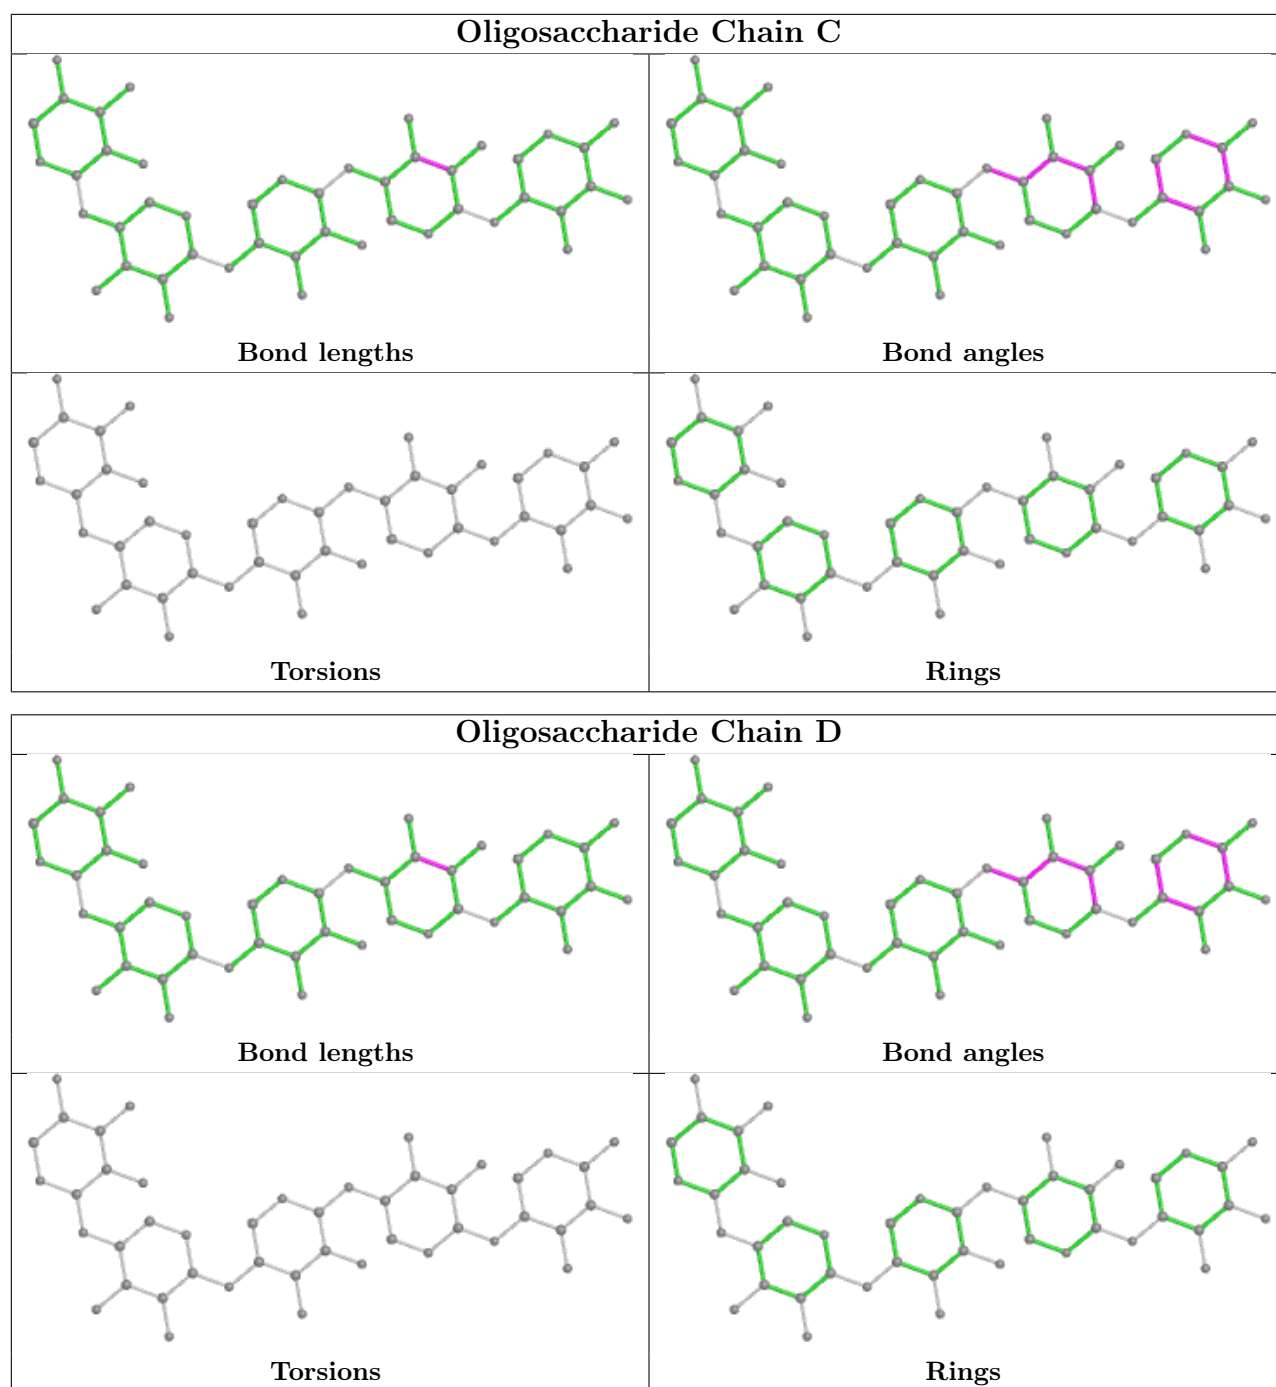 Oligosaccharide Chain C
Bond lengths
Bond angles
Torsions
Rings
Oligosaccharide Chain D
Bond lengths
Bond angles
Torsions
Rings